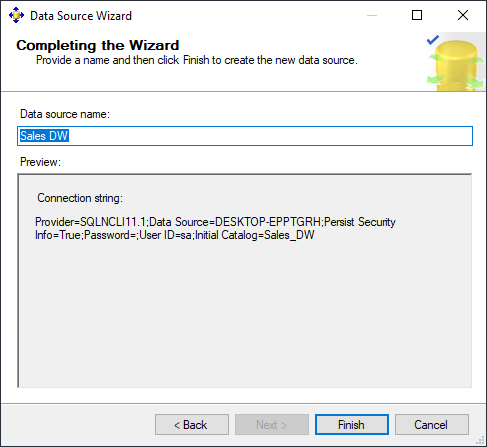 Data Source Wizard
Completing the Wizard
Provide a name and then click Finish to create the new data source.
Data source name:
Sales DW
Preview:
Connection string:
Provider=SQLNCLI11.1;Data Source=DESKTOP-EPPTGRH;Persist Security
Info=True;Password=;User ID=sa;Initial Catalog=Sales_DW
< Back
Next >
Finish
Cancel